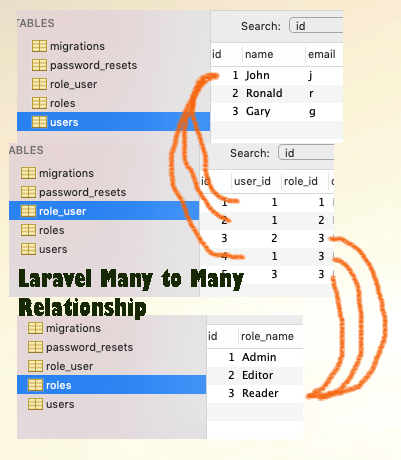 TABLES
migrations
password_resets
role_user
roles
users
Search: id
id name email
1 John j
2 Ronald r
3 Gary g
ABLES
migrations
password_resets
role_user
roles
users
Search: id
id user_id role_id
1 1 1
2 1 2
3 2 3
4 1 3
3 3
Laravel Many to Many
Relationship
migrations
password_resets
role_user
roles
users
id role_name
1 Admin
2 Editor
3 Reader